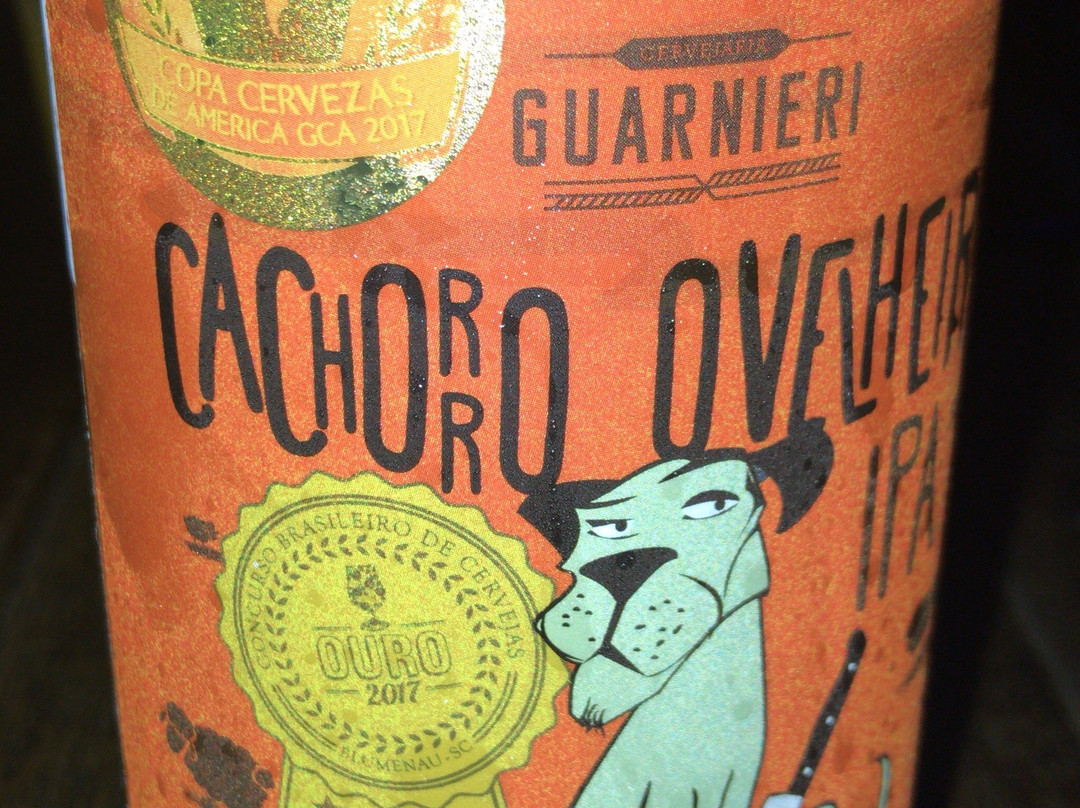 COPA CERVEZAS
DE AMERICA GCA 2017
CERVEJARIA
GUARNIERI
CACHORRO OVELHEIR
IPA
CONCURSO BRASILEIRO DE CERVEJAS
OURO
2017
BLUMENAU - SC